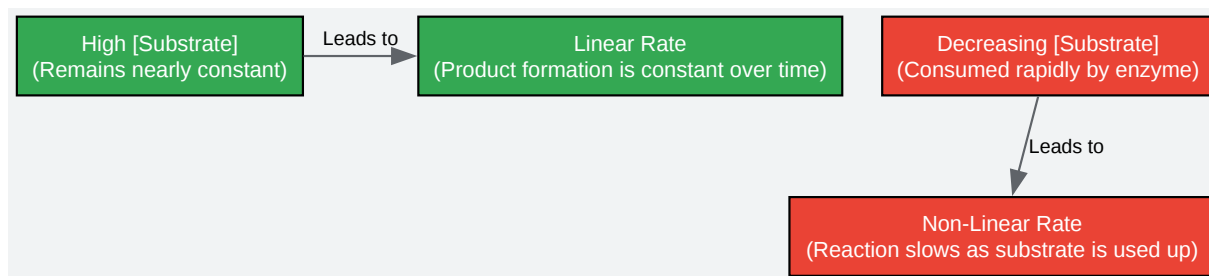 High [Substrate]
(Remains nearly constant)
Leads to
Linear Rate
(Product formation is constant over time)
Decreasing [Substrate]
(Consumed rapidly by enzyme)
Leads to
Non-Linear Rate
(Reaction slows as substrate is used up)